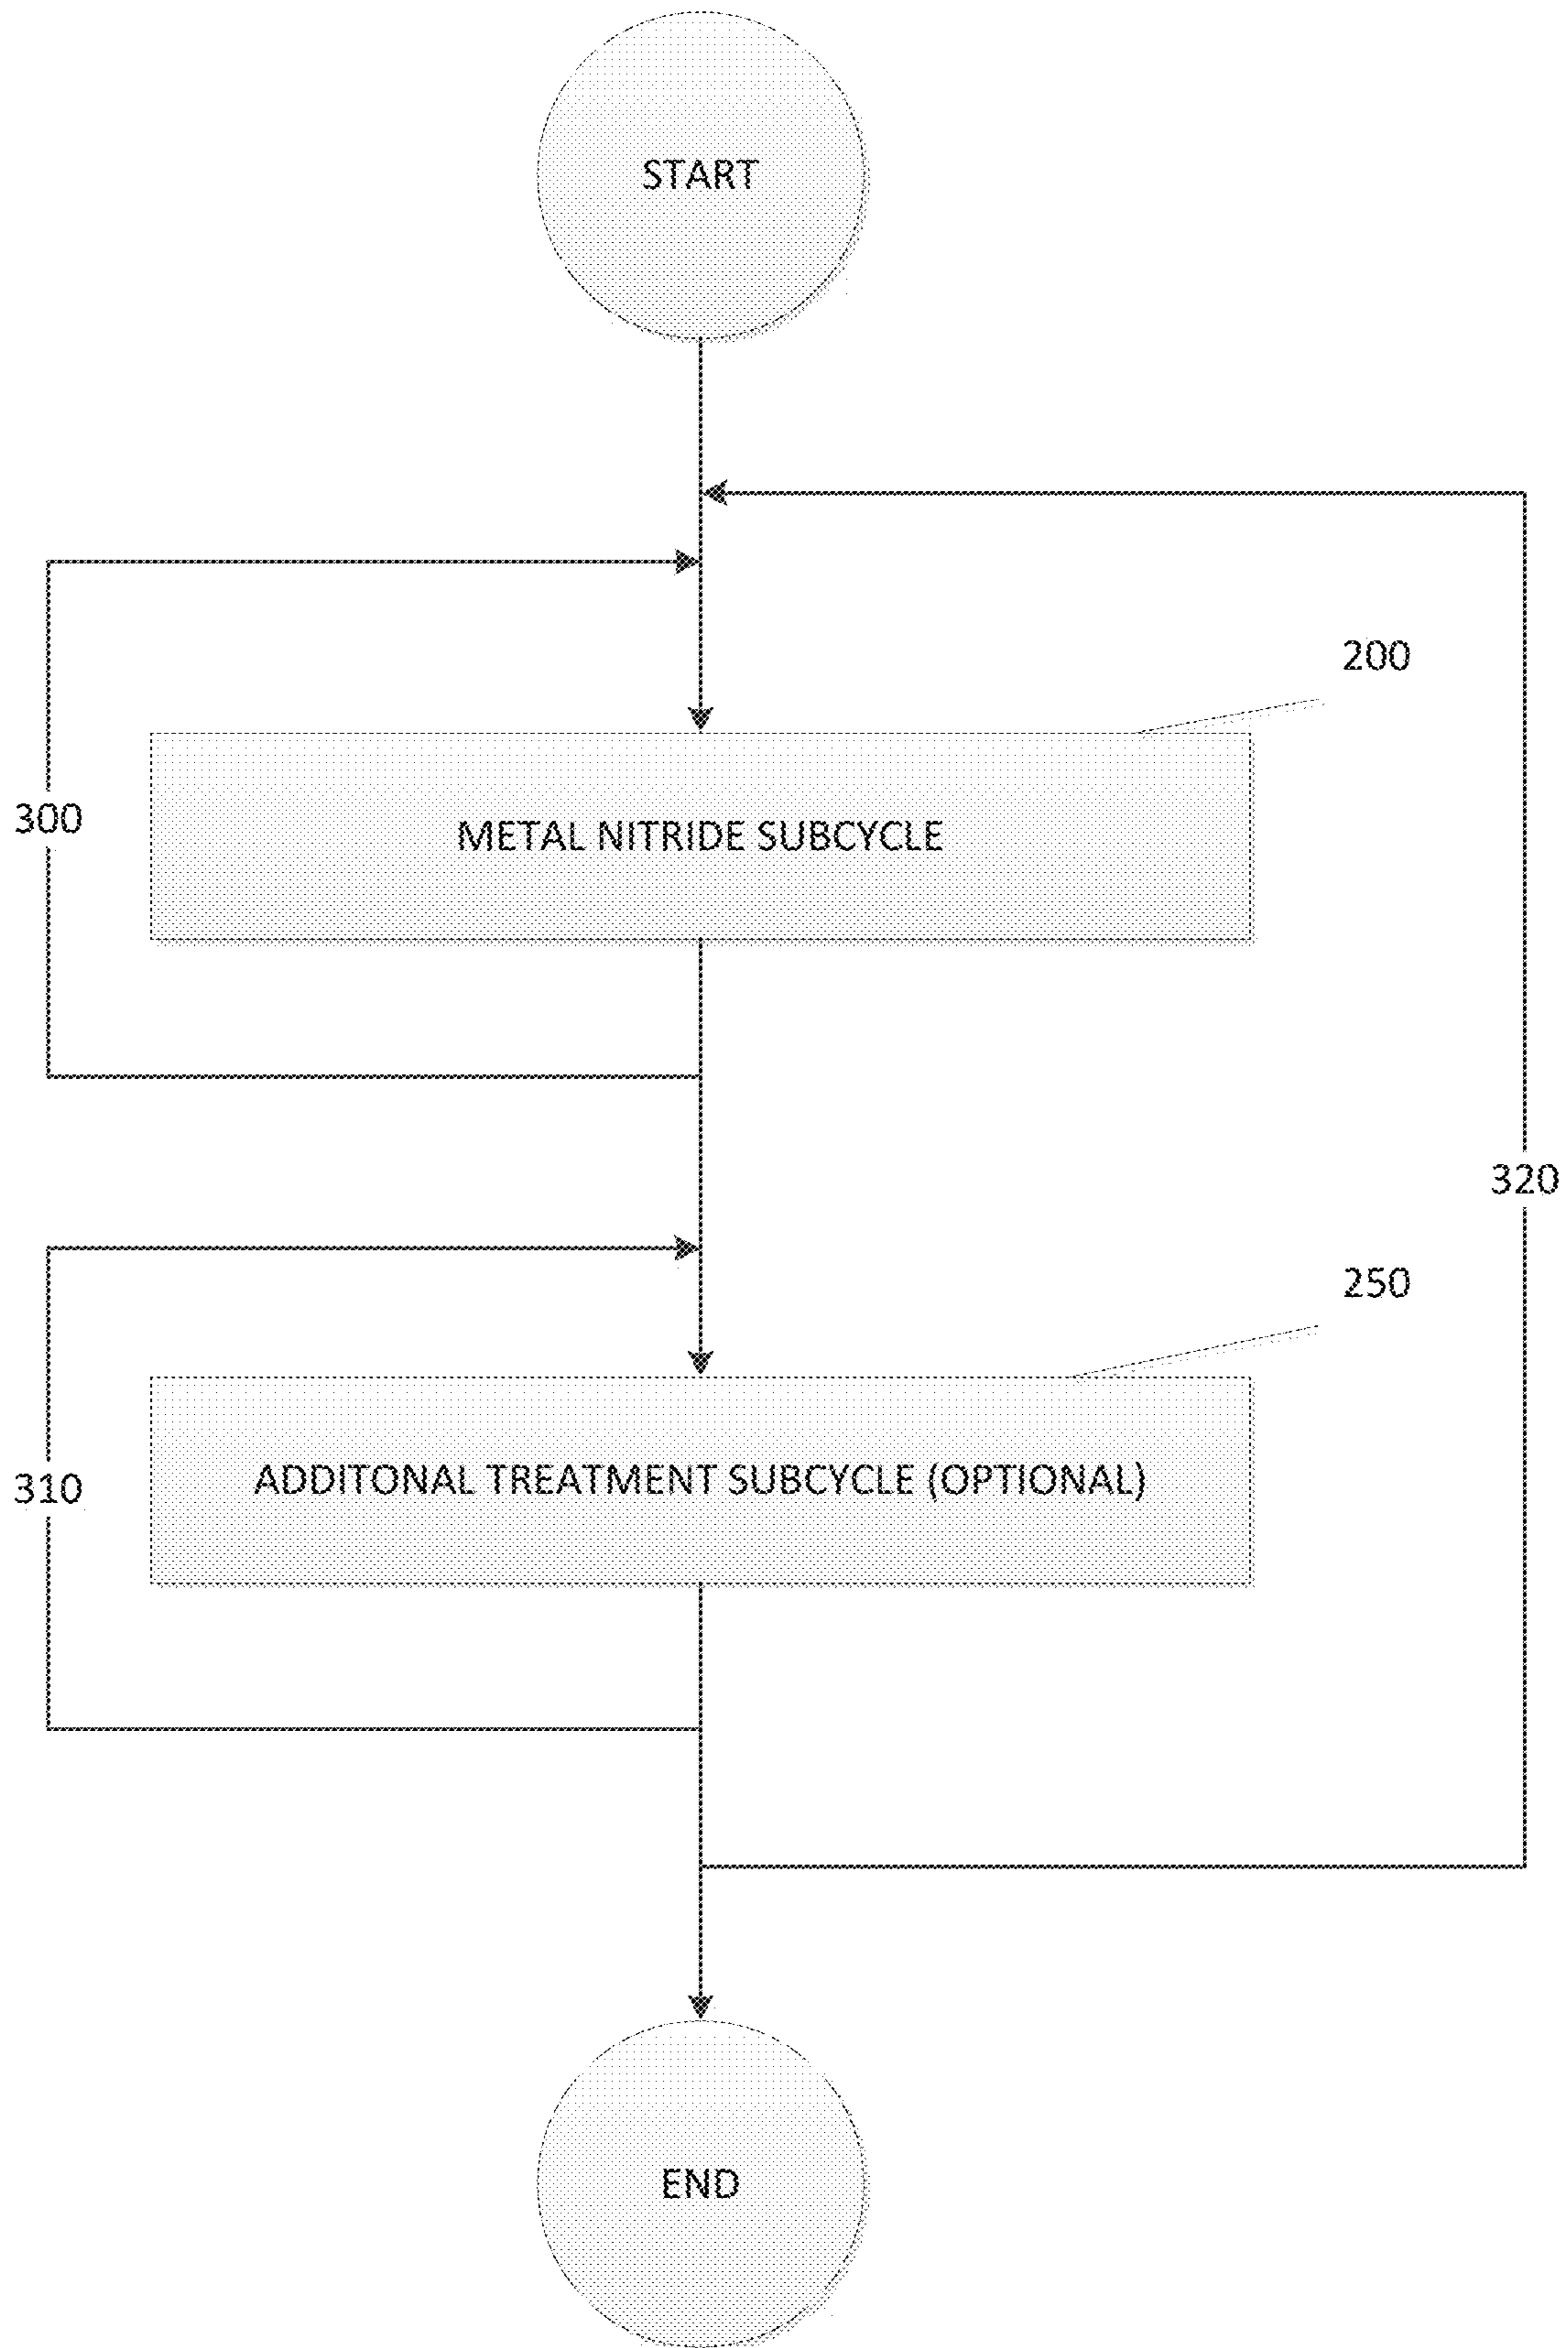 START
200
300
METAL NITRIDE SUBCYCLE
320
250
310
ADDITONAL TREATMENT SUBCYCLE (OPTIONAL)
END